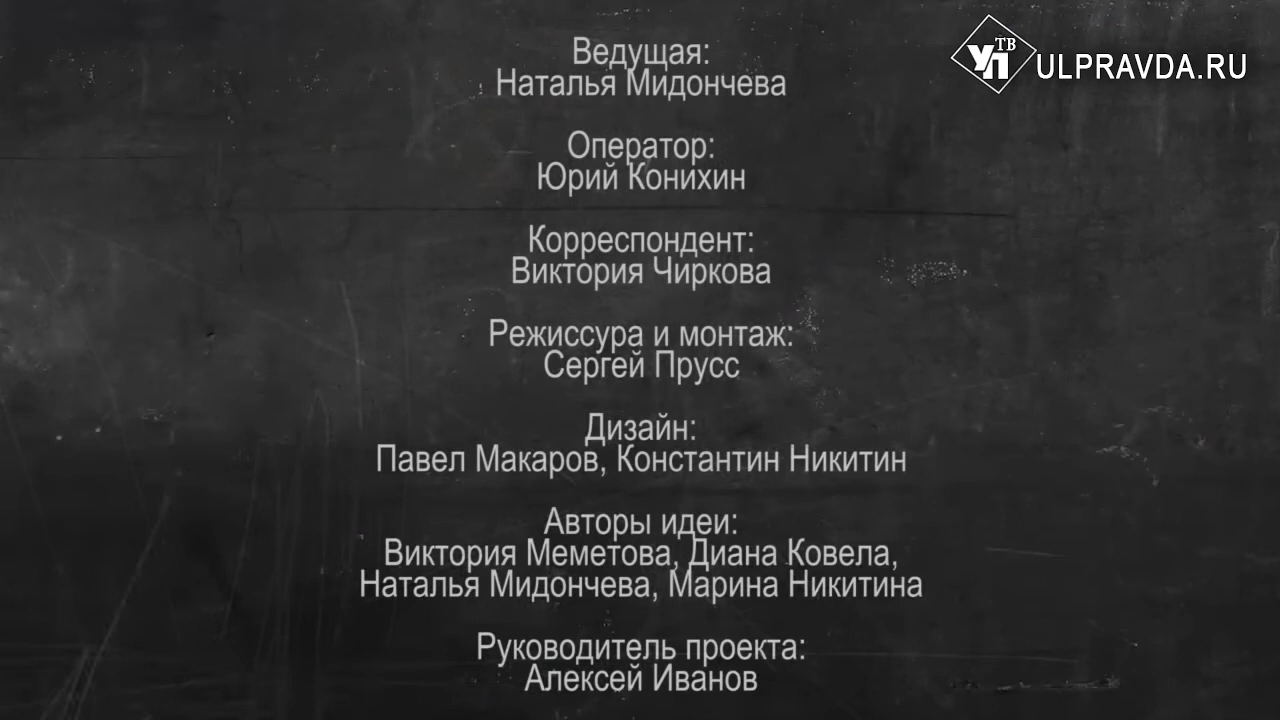 Ведущая:
Наталья Мидончева
Оператор:
Юрий Конихин
Корреспондент:
Виктория Чиркова
Режиссура и монтаж:
Сергей Прусс
Дизайн:
Павел Макаров, Константин Никитин
Авторы идеи:
Виктория Меметова, Диана Ковела,
Наталья Мидончева, Марина Никитина
Руководитель проекта:
Алексей Иванов
ТВ
УП
ULPRAVDA.RU